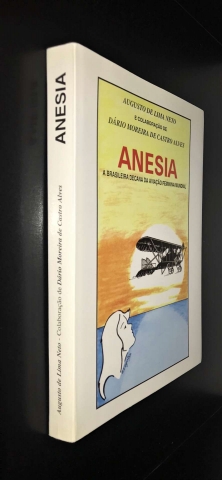 ANESIA
Augusto de Lima Neto - Colaboração de Dário Moreira de Castro Alves
AUGUSTO DE LIMA NETO
E COLABORAÇÃO DE
DÁRIO MOREIRA DE CASTRO ALVES
ANESIA
A BRASILEIRA DECANA DA AVIAÇÃO FEMININA MUNDIAL